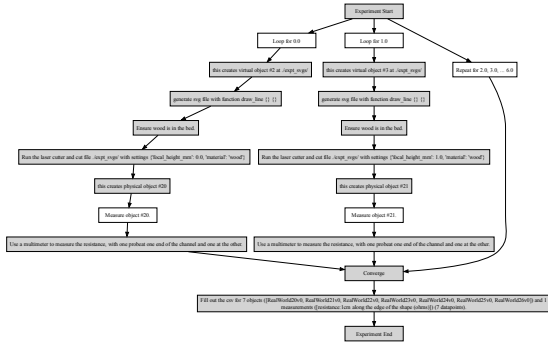 Experiment Start
Loop for 0.0
Loop for 1.0
Repeat for 2.0, 3.0, ... 6.0
this creates virtual object #2 at ./expt_svgs/
this creates virtual object #3 at ./expt_svgs/
generate svg file with function draw_line {} {}
generate svg file with function draw_line {} {}
Ensure wood is in the bed.
Ensure wood is in the bed.
Run the laser cutter and cut file ./expt_svgs/ with settings {'focal_height_mm': 0.0, 'material': 'wood'}
Run the laser cutter and cut file ./expt_svgs/ with settings {'focal_height_mm': 1.0, 'material': 'wood'}
this creates physical object #20
this creates physical object #21
Measure object #20.
Measure object #21.
Use a multimeter to measure the resistance, with one probeat one end of the channel and one at the other.
Use a multimeter to measure the resistance, with one probeat one end of the channel and one at the other.
Converge
Fill out the csv for 7 objects ([RealWorld20v0, RealWorld21v0, RealWorld22v0, RealWorld23v0, RealWorld24v0, RealWorld25v0, RealWorld26v0]) and 1
measurements ([resistance:1cm along the edge of the shape (ohms)]) (7 datapoints).
Experiment End